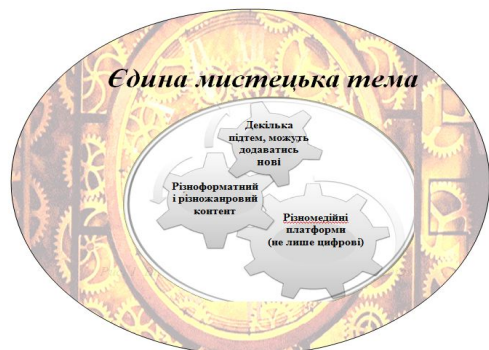 Єдина мистецька тема
Декілька
підтем, можуть
додаватись
нові
Різноформатний
і різножанровий
контент
Різномедійні
платформи
(не лише цифрові)